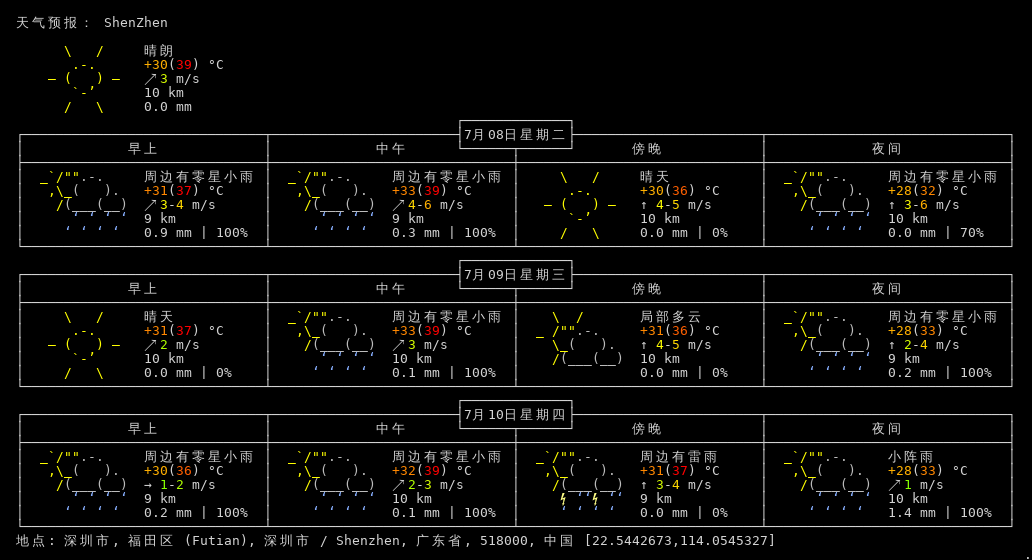 天气预报： ShenZhen
晴朗
+30(39) °C
↗3 m/s
10 km
0.0 mm
7月08日星期二
早上 中午 傍晚 夜间
周边有零星小雨 周边有零星小雨 晴天 周边有零星小雨
+31(37) °C +33(39) °C +30(36) °C +28(32) °C
↗3-4 m/s ↗4-6 m/s ↑ 4-5 m/s ↑ 3-6 m/s
9 km 9 km 10 km 10 km
0.9 mm | 100% 0.3 mm | 100% 0.0 mm | 0% 0.0 mm | 70%
7月09日星期三
早上 中午 傍晚 夜间
晴天 周边有零星小雨 局部多云 周边有零星小雨
+31(37) °C +33(39) °C +31(36) °C +28(33) °C
↗2 m/s ↗3 m/s ↑ 4-5 m/s ↑ 2-4 m/s
10 km 10 km 10 km 9 km
0.0 mm | 0% 0.1 mm | 100% 0.0 mm | 0% 0.2 mm | 100%
7月10日星期四
早上 中午 傍晚 夜间
周边有零星小雨 周边有零星小雨 周边有雷雨 小阵雨
+30(36) °C +32(39) °C +31(37) °C +28(33) °C
→ 1-2 m/s ↗2-3 m/s ↑ 3-4 m/s ↗1 m/s
9 km 10 km 9 km 10 km
0.2 mm | 100% 0.1 mm | 100% 0.0 mm | 0% 1.4 mm | 100%
地点: 深圳市, 福田区 (Futian), 深圳市 / Shenzhen, 广东省, 518000, 中国 [22.5442673,114.0545327]